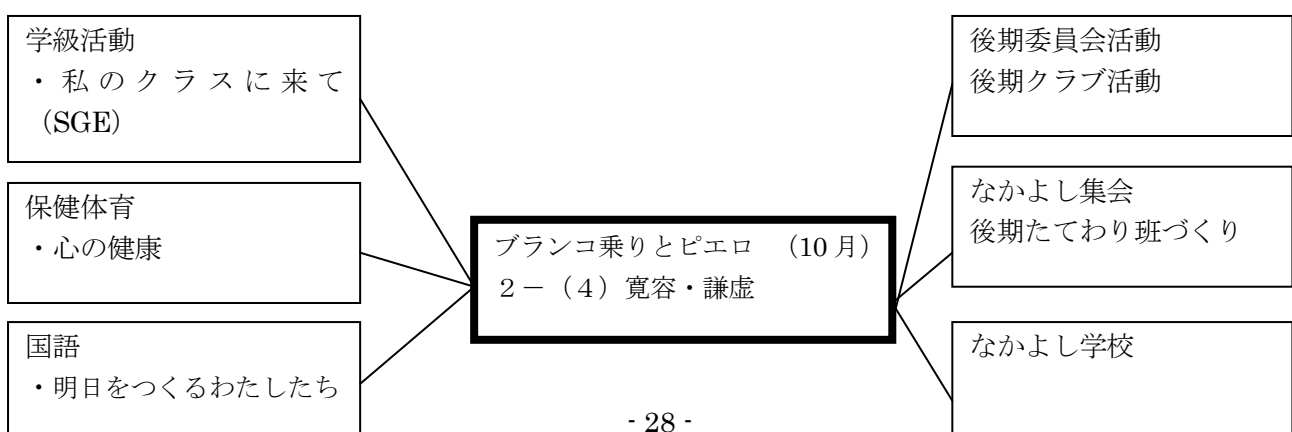 学級活動
・私のクラスに来て
（SGE）
保健体育
・心の健康
国語
・明日をつくるわたしたち
ブランコ乗りとピエロ　（10月）
２－（４）寛容・謙虚
後期委員会活動
後期クラブ活動
なかよし集会
後期たてわり班づくり
なかよし学校
- 28 -